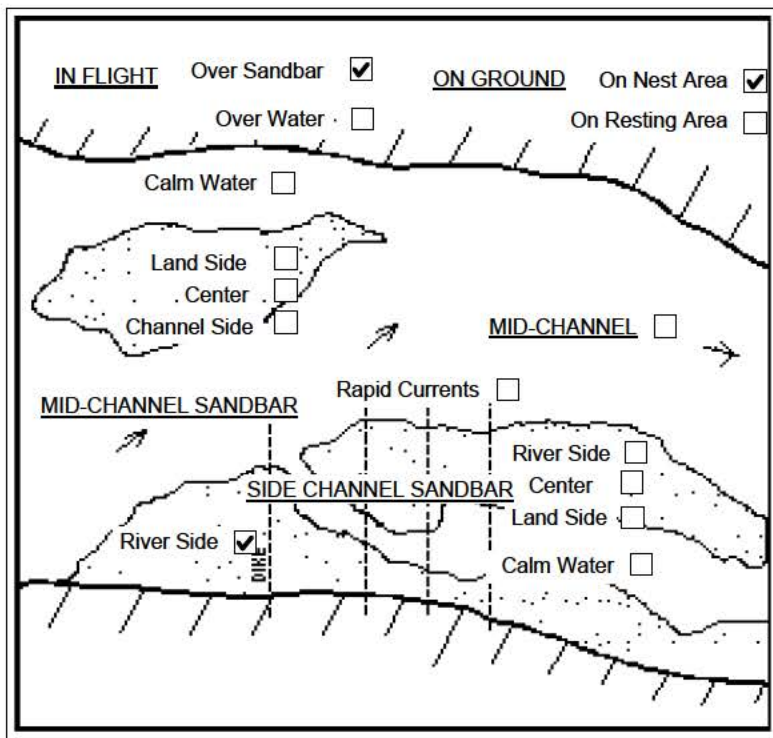 IN FLIGHT Over Sandbar ON GROUND On Nest Area
Over Water On Resting Area
Calm Water
Land Side
Center
Channel Side
MID-CHANNEL
Rapid Currents
MID-CHANNEL SANDBAR
River Side
SIDE CHANNEL SANDBAR Center
Land Side
River Side
DIKE
Calm Water